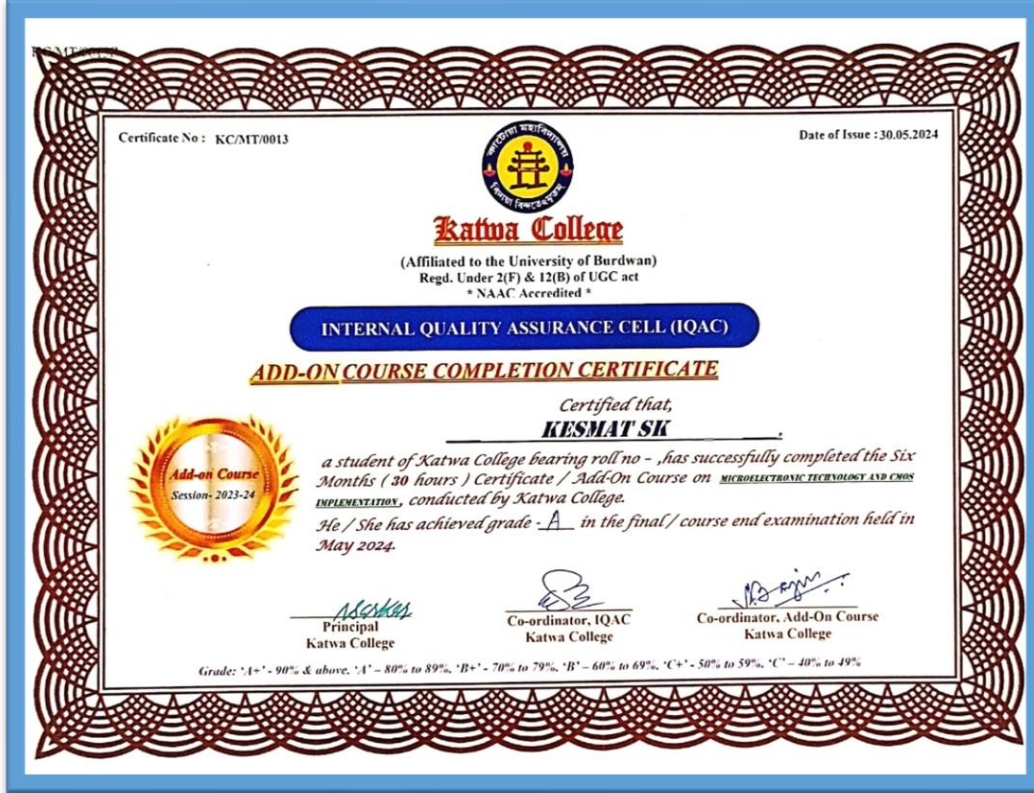 Certificate No : KC/MT/0013
Date of Issue :30.05.2024
কাটোয়া মহাবিদ্যালয়
Katwa College
(Affiliated to the University of Burdwan)
Regd. Under 2(F) & 12(B) of UGC act
* NAAC Accredited *
INTERNAL QUALITY ASSURANCE CELL (IQAC)
ADD-ON COURSE COMPLETION CERTIFICATE
Certified that,
KESMAT SK .
a student of Katwa College bearing roll no - , has successfully completed the Six
Months ( 30 hours ) Certificate / Add-On Course on MICROELECTRONIC TECHNOLOGY AND CMOS
IMPLEMENTATION , conducted by Katwa College.
He / She has achieved grade - A in the final / course end examination held in
May 2024.
Add-on Course
Session- 2023-24
Principal
Katwa College
Co-ordinator, IQAC
Katwa College
Co-ordinator, Add-On Course
Katwa College
Grade: 'A+' - 90% & above, 'A' – 80% to 89%, 'B+' - 70% to 79%, 'B' – 60% to 69%, 'C+' - 50% to 59%, 'C' – 40% to 49%